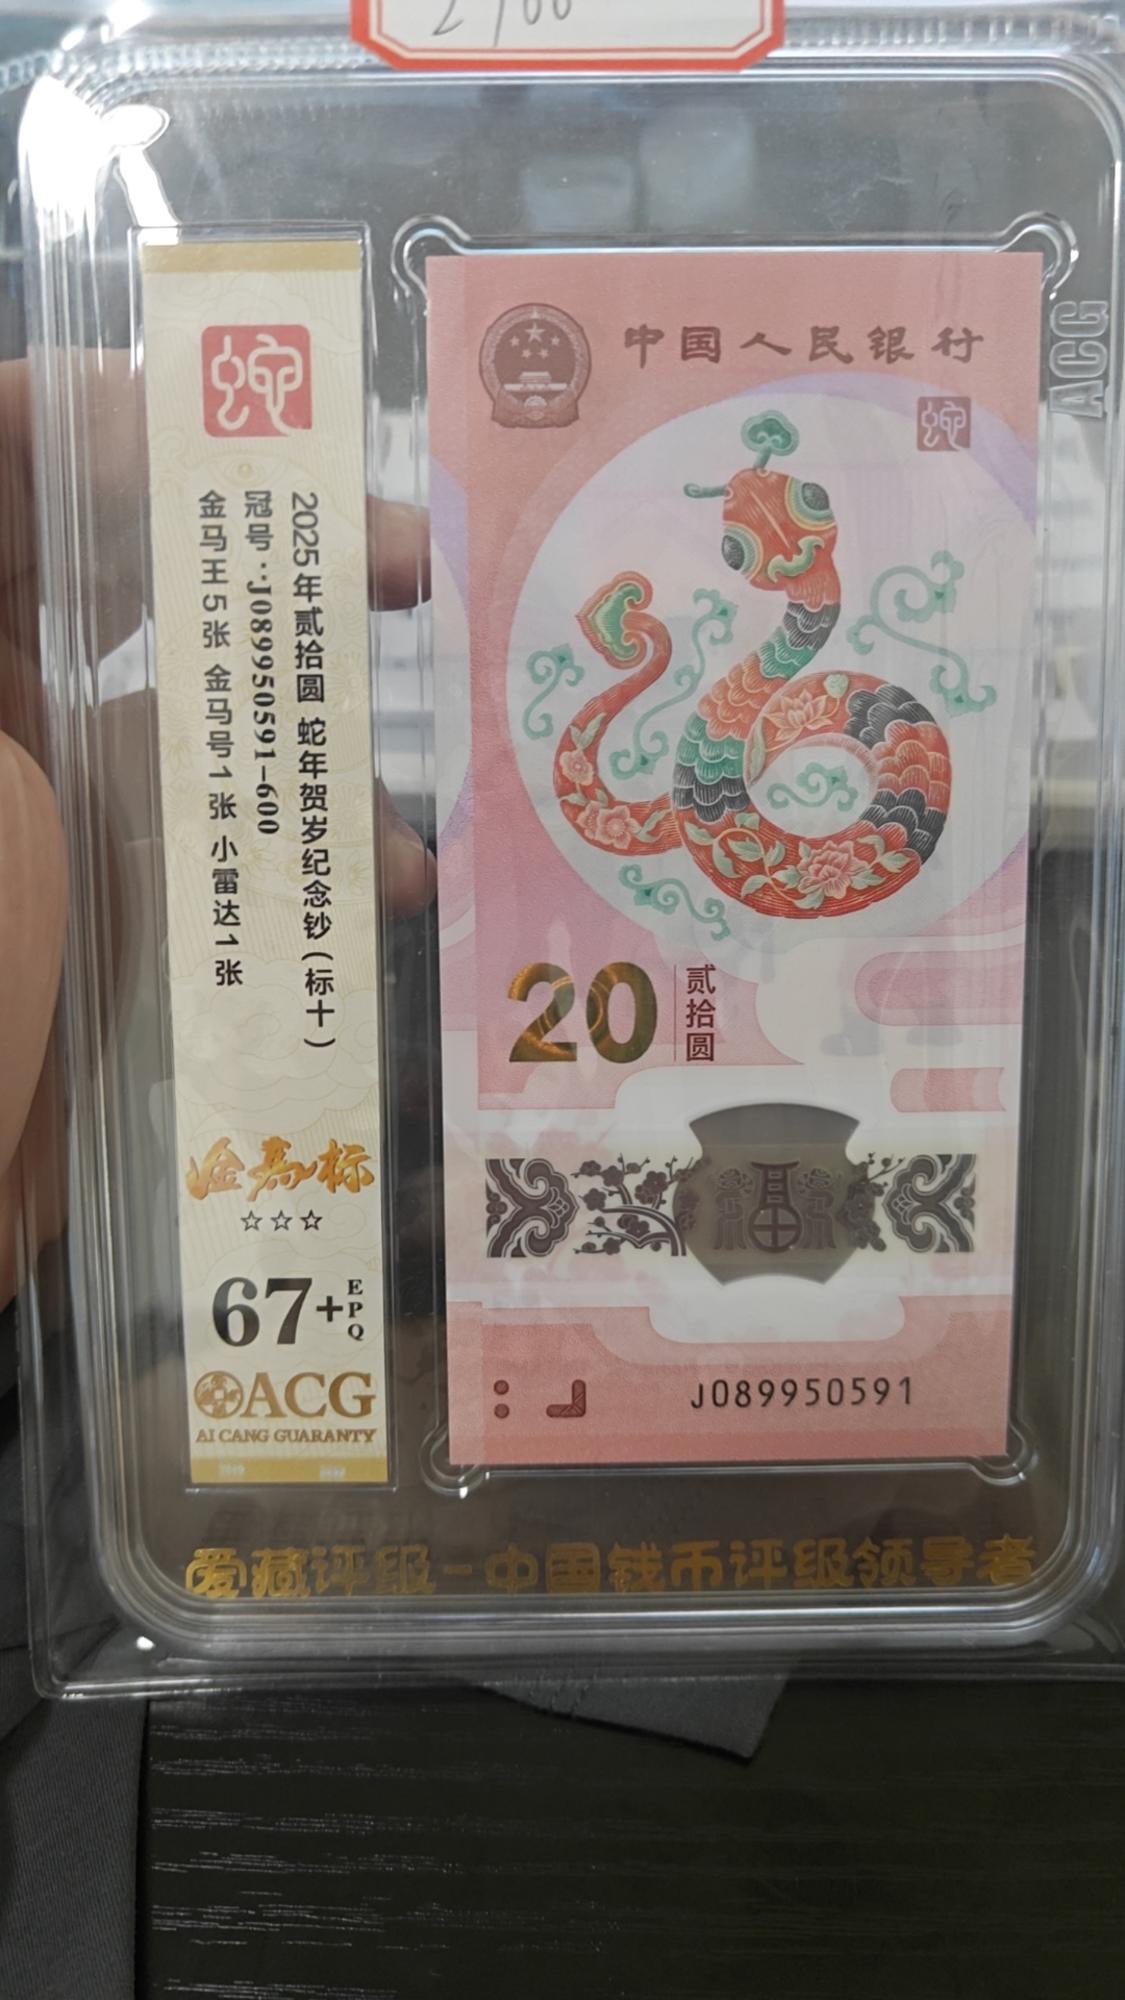 中国人民银行
蛇
20
贰拾圆
福
J089950591
蛇
2025年贰拾圆 蛇年贺岁纪念钞(标十)
冠号:J089950591-600
金马王5张 金马号1张 小雷达1张
金马标
☆☆☆
67+EPQ
ACG
AI CANG GUARANTY
ACG
爱藏评级-中国钱币评级领导者